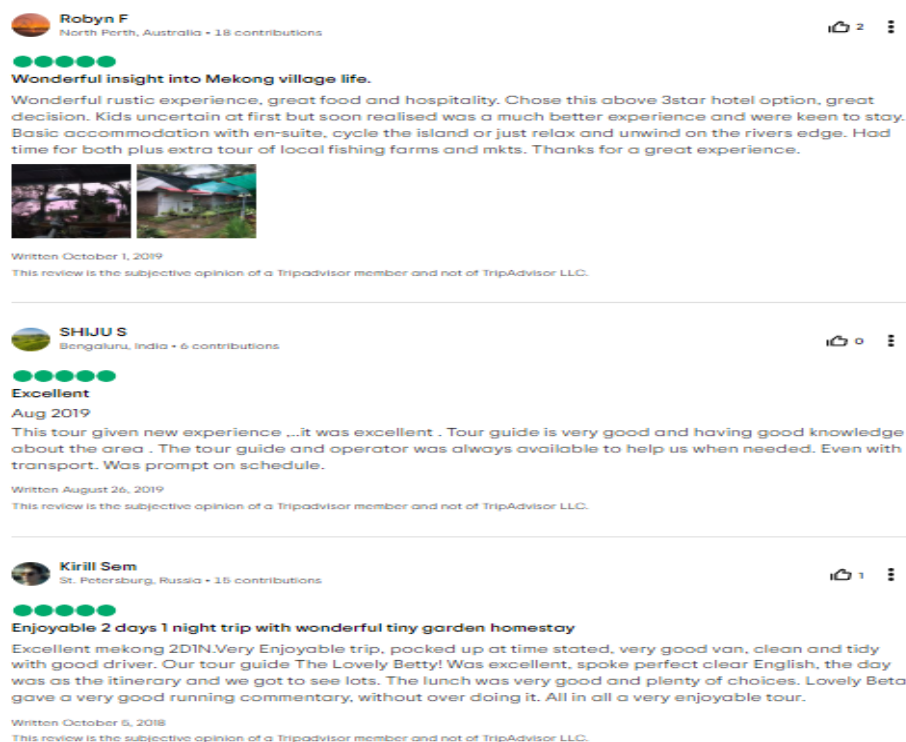 Robyn F
North Perth, Australia • 18 contributions
2
Wonderful insight into Mekong village life.
Wonderful rustic experience, great food and hospitality. Chose this above 3star hotel option, great
decision. Kids uncertain at first but soon realised was a much better experience and were keen to stay.
Basic accommodation with en-suite, cycle the island or just relax and unwind on the rivers edge. Had
time for both plus extra tour of local fishing farms and mkts. Thanks for a great experience.
Written October 1, 2019
This review is the subjective opinion of a Tripadvisor member and not of TripAdvisor LLC.
SHIJU S
Bengaluru, India • 6 contributions
0
Excellent
Aug 2019
This tour given new experience ,...it was excellent . Tour guide is very good and having good knowledge
about the area . The tour guide and operator was always available to help us when needed. Even with
transport. Was prompt on schedule.
Written August 26, 2019
This review is the subjective opinion of a Tripadvisor member and not of TripAdvisor LLC.
Kirill Sem
St. Petersburg, Russia • 15 contributions
1
Enjoyable 2 days 1 night trip with wonderful tiny garden homestay
Excellent mekong 2D1N.Very Enjoyable trip, pocked up at time stated, very good van, clean and tidy
with good driver. Our tour guide The Lovely Betty! Was excellent, spoke perfect clear English, the day
was as the itinerary and we got to see lots. The lunch was very good and plenty of choices. Lovely Beta
gave a very good running commentary, without over doing it. All in all a very enjoyable tour.
Written October 5, 2018
This review is the subjective opinion of a Tripadvisor member and not of TripAdvisor LLC.